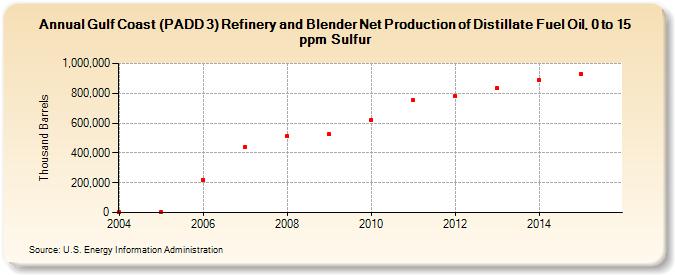 Annual Gulf Coast (PADD 3) Refinery and Blender Net Production of Distillate Fuel Oil, 0 to 15
ppm Sulfur
Thousand Barrels
1,000,000
800,000
600,000
400,000
200,000
0
2004 2006 2008 2010 2012 2014
Source: U.S. Energy Information Administration